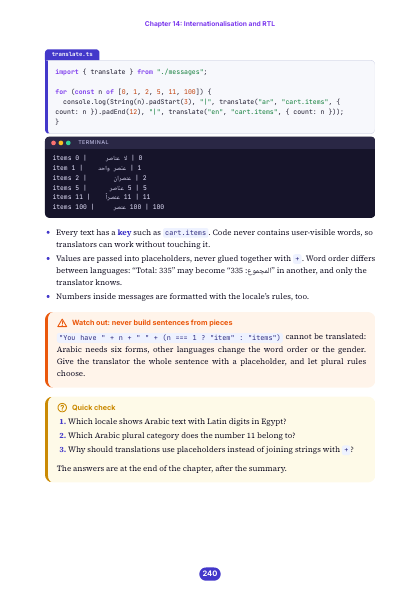 Chapter 14: Internationalisation and RTL
translate.ts
import { translate } from "./messages";
for (const n of [0, 1, 2, 5, 11, 100]) {
console.log(String(n).padStart(3), "|", translate("ar", "cart.items", {
count: n }).padEnd(12), "|", translate("en", "cart.items", { count: n }));
}
TERMINAL
items 0 | لا عناصر | 0
item 1 | عنصر واحد | 1
items 2 | عنصران | 2
items 5 | 5 عناصر | 5
items 11 | 11 عنصراً | 11
items 100 | 100 عنصر | 100
• Every text has a key such as cart.items. Code never contains user-visible words, so
translators can work without touching it.
• Values are passed into placeholders, never glued together with +. Word order differs
between languages: “Total: 335” may become “المجموع: 335” in another, and only the
translator knows.
• Numbers inside messages are formatted with the locale's rules, too.
Watch out: never build sentences from pieces
"You have " + n + " " + (n === 1 ? "item" : "items") cannot be translated:
Arabic needs six forms, other languages change the word order or the gender.
Give the translator the whole sentence with a placeholder, and let plural rules
choose.
Quick check
1. Which locale shows Arabic text with Latin digits in Egypt?
2. Which Arabic plural category does the number 11 belong to?
3. Why should translations use placeholders instead of joining strings with +?
The answers are at the end of the chapter, after the summary.
240